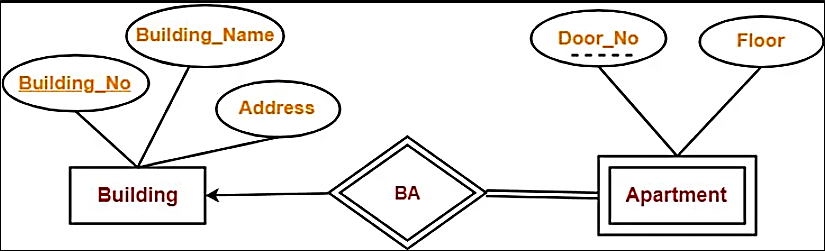 Building_Name
Door_No
Floor
Building_No
Address
Building
BA
Apartment